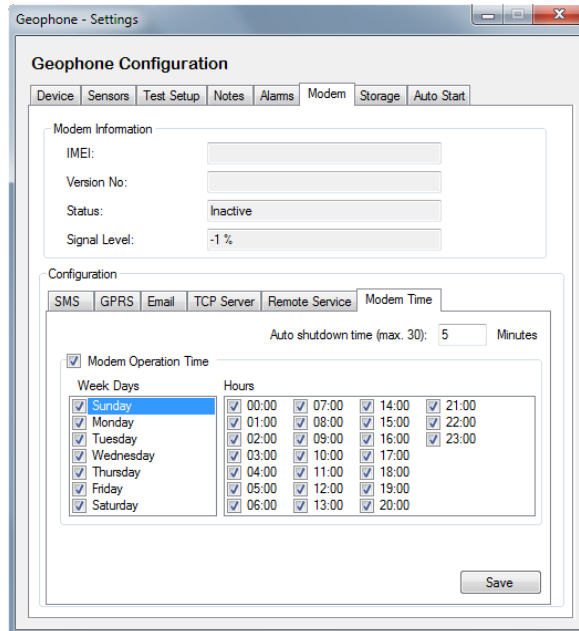 Geophone - Settings
Geophone Configuration
Device Sensors Test Setup Notes Alarms Modem Storage Auto Start
Modem Information
IMEI:
Version No:
Status: Inactive
Signal Level: -1 %
Configuration
SMS GPRS Email TCP Server Remote Service Modem Time
Auto shutdown time (max. 30): 5 Minutes
Modem Operation Time
Week Days Hours
Sunday 00:00 07:00 14:00 21:00
Monday 01:00 08:00 15:00 22:00
Tuesday 02:00 09:00 16:00 23:00
Wednesday 03:00 10:00 17:00
Thursday 04:00 11:00 18:00
Friday 05:00 12:00 19:00
Saturday 06:00 13:00 20:00
Save